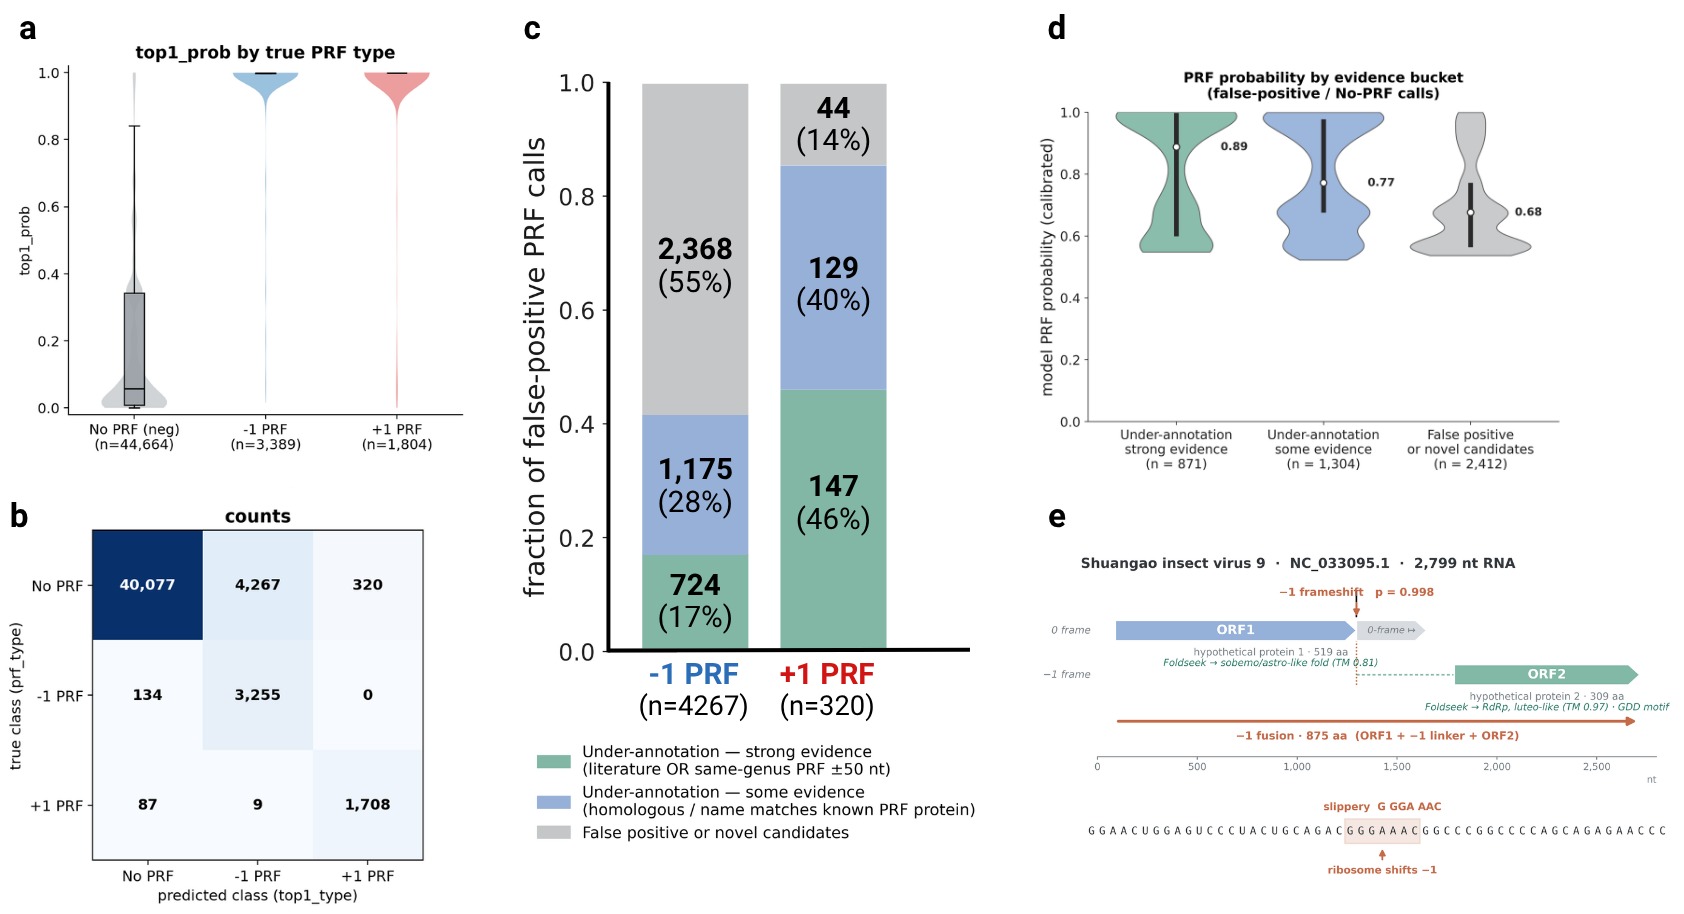 a
top1_prob by true PRF type
top1_prob
1.0
0.8
0.6
0.4
0.2
0.0
No PRF (neg)
(n=44,664)
-1 PRF
(n=3,389)
+1 PRF
(n=1,804)
b
counts
true class (prf_type)
No PRF
40,077
4,267
320
-1 PRF
134
3,255
0
+1 PRF
87
9
1,708
No PRF
-1 PRF
+1 PRF
predicted class (top1_type)
c
fraction of false-positive PRF calls
1.0
0.8
0.6
0.4
0.2
0.0
2,368
(55%)
1,175
(28%)
724
(17%)
44
(14%)
129
(40%)
147
(46%)
-1 PRF
(n=4267)
+1 PRF
(n=320)
Under-annotation — strong evidence
(literature OR same-genus PRF ±50 nt)
Under-annotation — some evidence
(homologous / name matches known PRF protein)
False positive or novel candidates
d
PRF probability by evidence bucket
(false-positive / No-PRF calls)
model PRF probability (calibrated)
1.0
0.8
0.6
0.4
0.2
0.0
0.89
0.77
0.68
Under-annotation
strong evidence
(n = 871)
Under-annotation
some evidence
(n = 1,304)
False positive
or novel candidates
(n = 2,412)
e
Shuangao insect virus 9 · NC_033095.1 · 2,799 nt RNA
−1 frameshift p = 0.998
0 frame
ORF1
0-frame ↦
hypothetical protein 1 · 519 aa
Foldseek → sobemo/astro-like fold (TM 0.81)
−1 frame
ORF2
hypothetical protein 2 · 309 aa
Foldseek → RdRp, luteo-like (TM 0.97) · GDD motif
−1 fusion · 875 aa (ORF1 + −1 linker + ORF2)
0
500
1,000
1,500
2,000
2,500
nt
slippery G GGA AAC
GGAACUGGAGUCCCUACUGCAGACGGGAAACGGCCCGGCCCCAGCAGAGAACCC
ribosome shifts −1